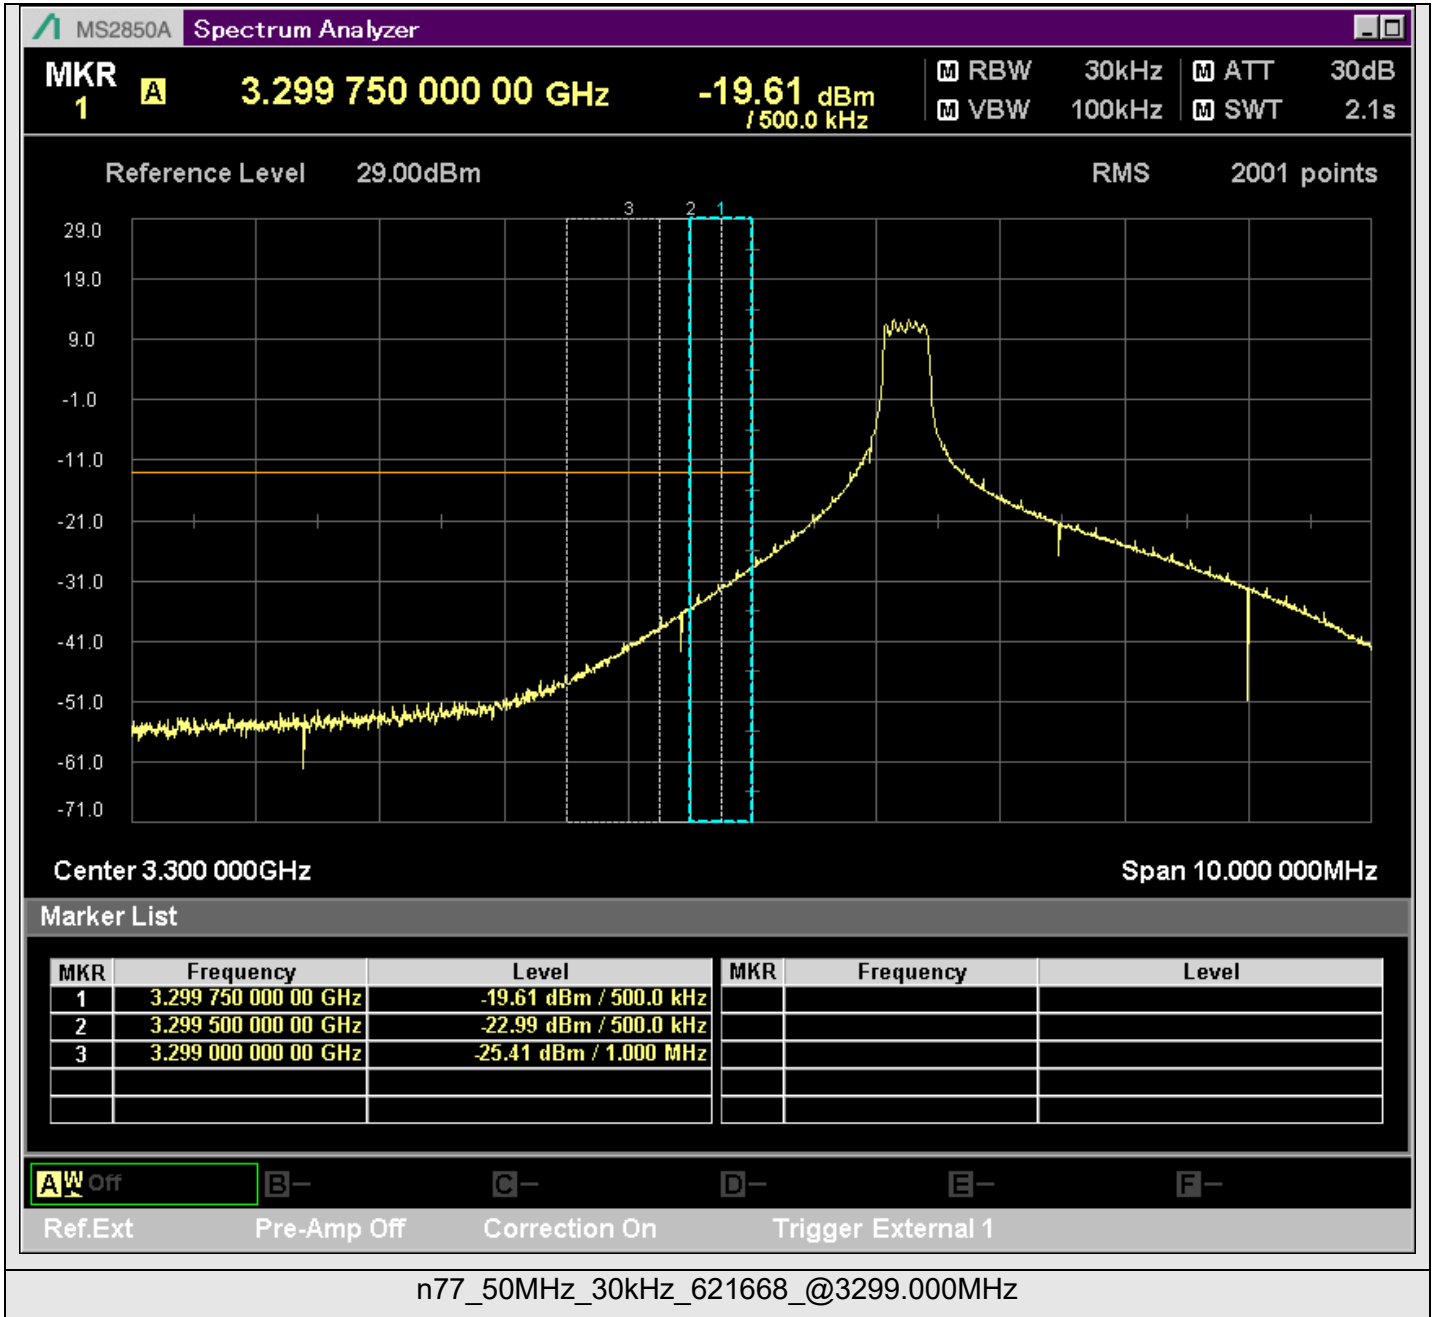 MS2850A Spectrum Analyzer
MKR 1 A 3.299 750 000 00 GHz -19.61 dBm / 500.0 kHz
M RBW 30kHz M ATT 30dB
M VBW 100kHz M SWT 2.1s
Reference Level 29.00dBm RMS 2001 points
3 2 1
29.0
19.0
9.0
-1.0
-11.0
-21.0
-31.0
-41.0
-51.0
-61.0
-71.0
Center 3.300 000GHz Span 10.000 000MHz
Marker List
MKR Frequency Level MKR Frequency Level
1 3.299 750 000 00 GHz -19.61 dBm / 500.0 kHz
2 3.299 500 000 00 GHz -22.99 dBm / 500.0 kHz
3 3.299 000 000 00 GHz -25.41 dBm / 1.000 MHz
A W Off B — C — D — E — F —
Ref.Ext Pre-Amp Off Correction On Trigger External 1
n77_50MHz_30kHz_621668_@3299.000MHz